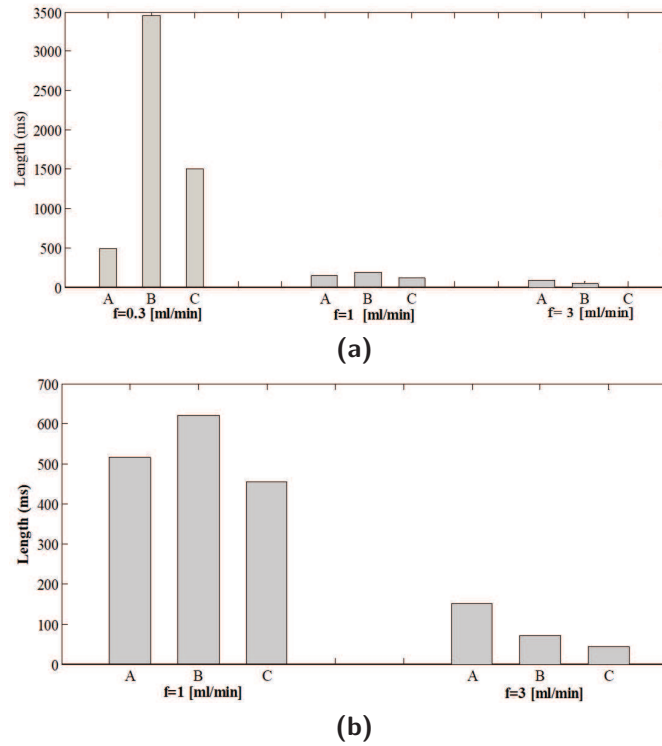 3500
3000
2500
2000
1500
1000
500
0
Length (ms)
A B C A B C A B C
f=0.3 [ml/min] f=1 [ml/min] f= 3 [ml/min]
(a)
700
600
500
400
300
200
100
0
Length (ms)
A B C A B C
f=1 [ml/min] f=3 [ml/min]
(b)